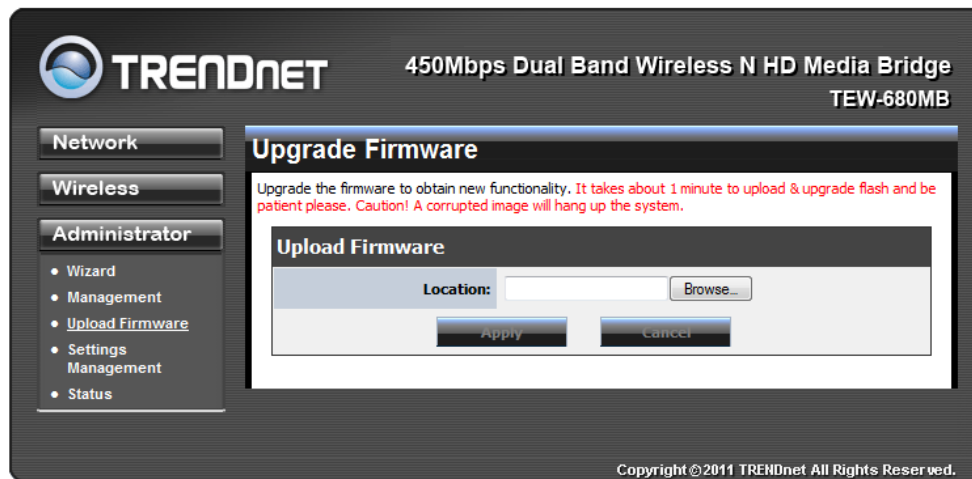 TRENDNET
450Mbps Dual Band Wireless N HD Media Bridge
TEW-680MB
Network
Wireless
Administrator
Wizard
Management
Upload Firmware
Settings
Management
Status
Upgrade Firmware
Upgrade the firmware to obtain new functionality. It takes about 1 minute to upload & upgrade flash and be
patient please. Caution! A corrupted image will hang up the system.
Upload Firmware
Location:
Browse...
Apply
Cancel
Copyright©2011 TRENDnet All Rights Reserved.